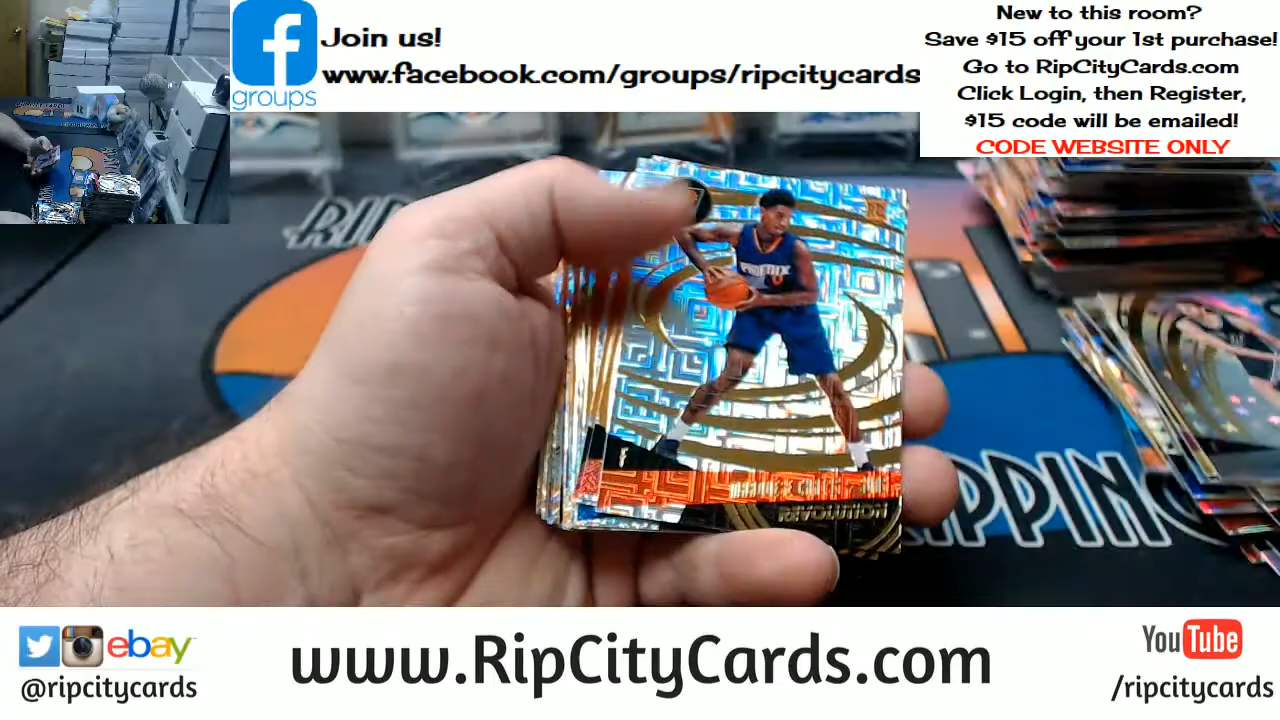 Join us!
www.facebook.com/groups/ripcitycards
groups
New to this room?
Save $15 off your 1st purchase!
Go to RipCityCards.com
Click Login, then Register,
$15 code will be emailed!
CODE WEBSITE ONLY
PHOENIX
F
REVOLUTION
RIP
RIPPING
ebay
@ripcitycards
www.RipCityCards.com
YouTube
/ripcitycards